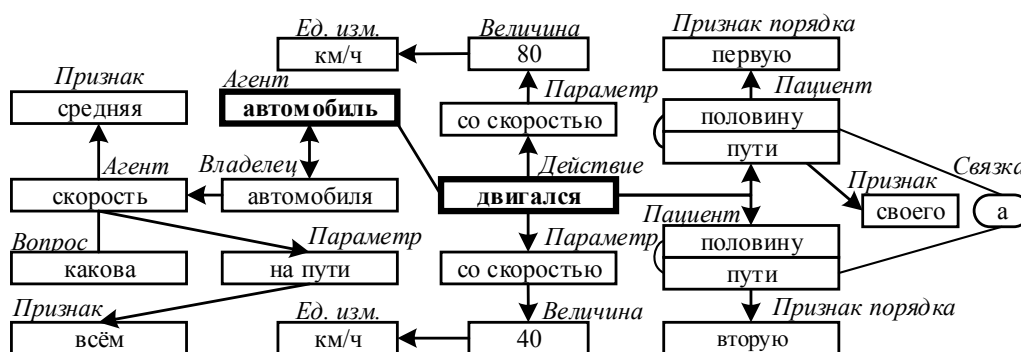 Ед. изм.
Величина
Признак порядка
км/ч
80
первую
Признак
Агент
Параметр
Пациент
средняя
автомобиль
со скоростью
половину
пути
Агент
Владелец
Действие
Связка
скорость
автомобиля
двигался
Признак
своего
а
Вопрос
Параметр
Параметр
Пациент
какова
на пути
со скоростью
половину
пути
Признак
Ед. изм.
Величина
Признак порядка
всём
км/ч
40
вторую